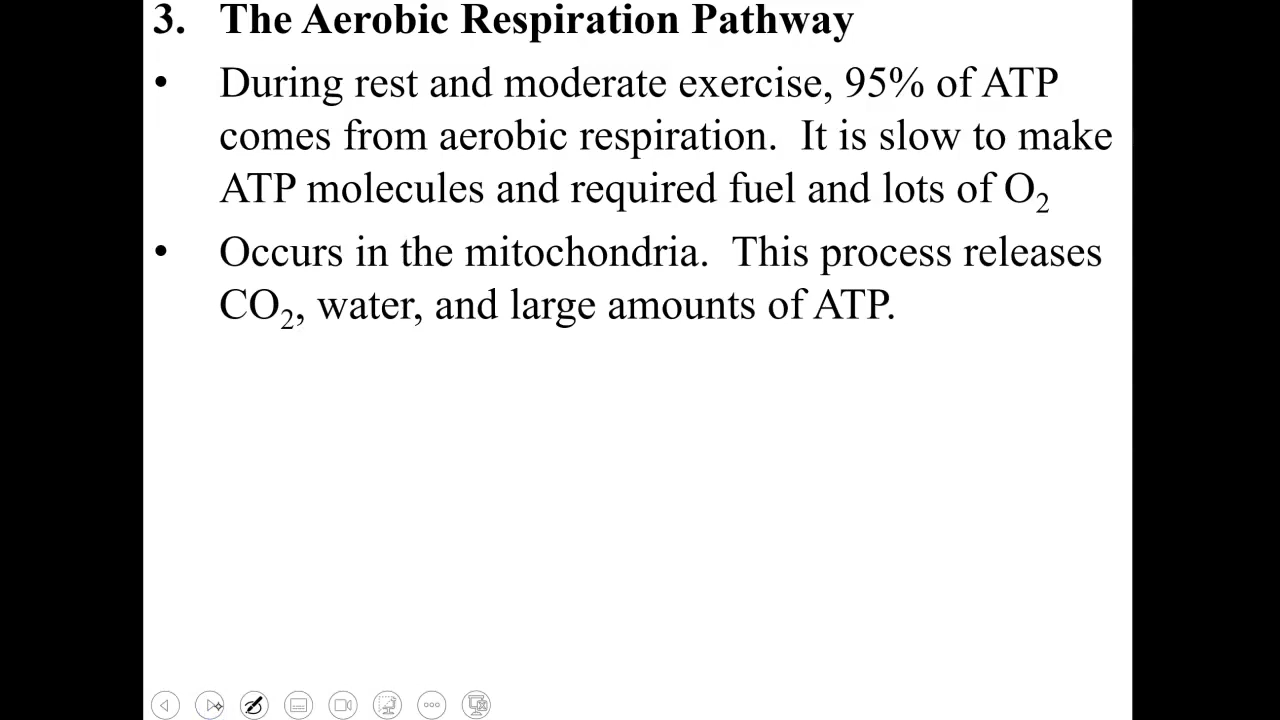 3. The Aerobic Respiration Pathway
• During rest and moderate exercise, 95% of ATP
comes from aerobic respiration.  It is slow to make
ATP molecules and required fuel and lots of O₂
• Occurs in the mitochondria.  This process releases
CO₂, water, and large amounts of ATP.